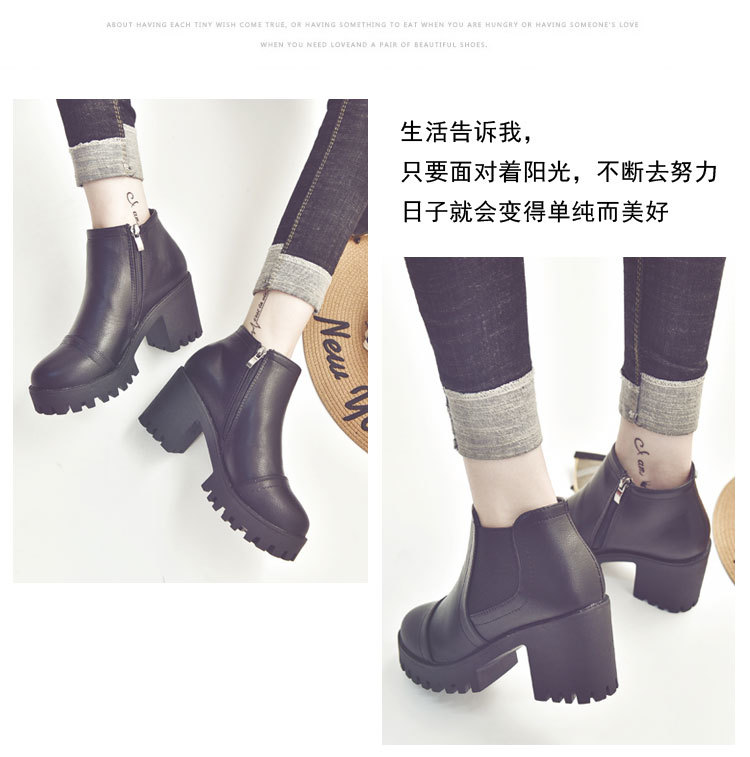 ABOUT HAVING EACH TINY WISH COME TRUE, OR HAVING SOMETHING TO EAT WHEN YOU ARE HUNGRY OR HAVING SOMEONE'S LOVE
WHEN YOU NEED LOVEAND A PAIR OF BEAUTIFUL SHOES.
生活告诉我,
只要面对着阳光，不断去努力
日子就会变得单纯而美好
New